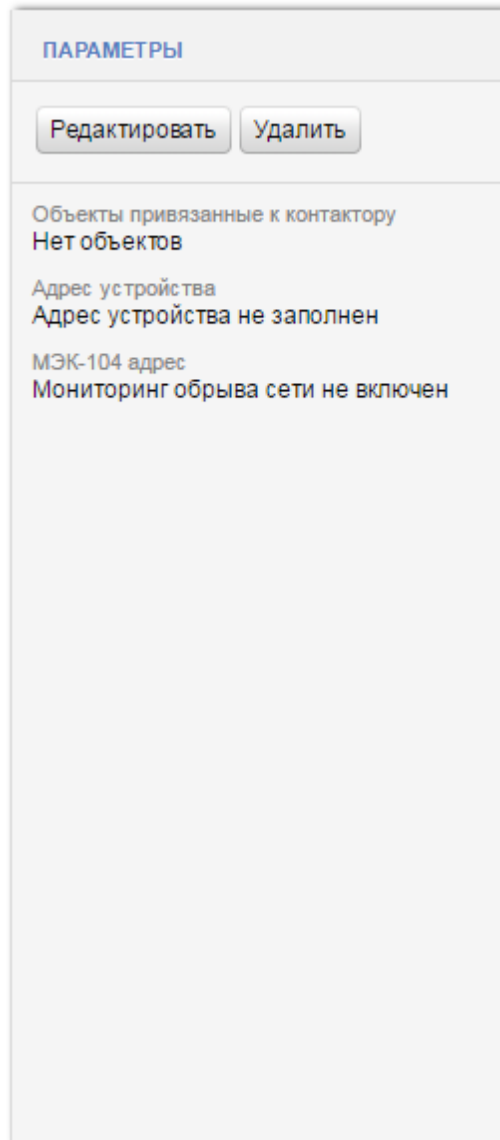 ПАРАМЕТРЫ
Редактировать Удалить
Объекты привязанные к контактору
Нет объектов
Адрес устройства
Адрес устройства не заполнен
МЭК-104 адрес
Мониторинг обрыва сети не включен